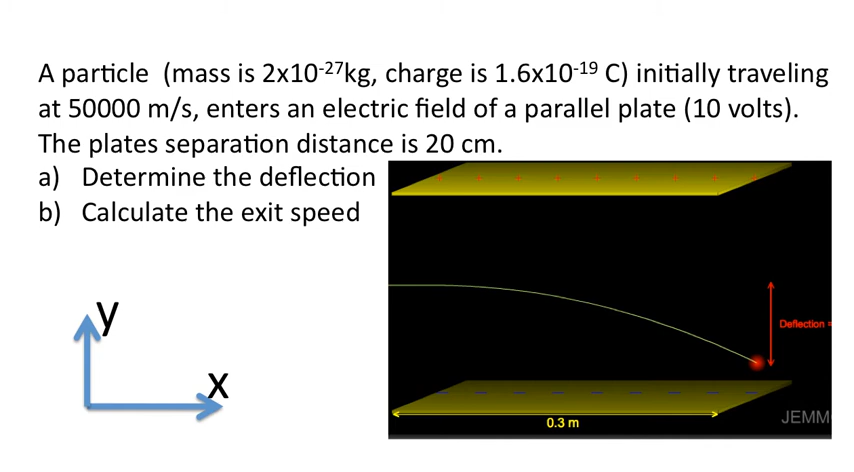 A particle (mass is 2x10⁻²⁷kg, charge is 1.6x10⁻¹⁹ C) initially traveling
at 50000 m/s, enters an electric field of a parallel plate (10 volts).
The plates separation distance is 20 cm.
a) Determine the deflection
b) Calculate the exit speed
+ + + + + + + + +
Deflection =
y
x
- - - - - - - - -
0.3 m
JEMM